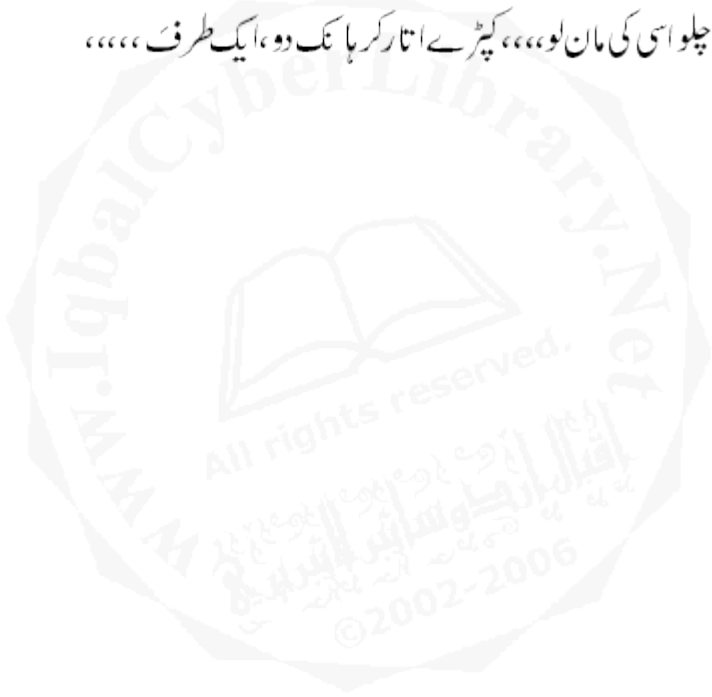 چلو اسی کی مان لو،،،، کپڑے اتار کر ہانک دو، ایک طرف ،،،،،
www.IqbalCyberLibrary.Net
All rights reserved.
©2002-2006